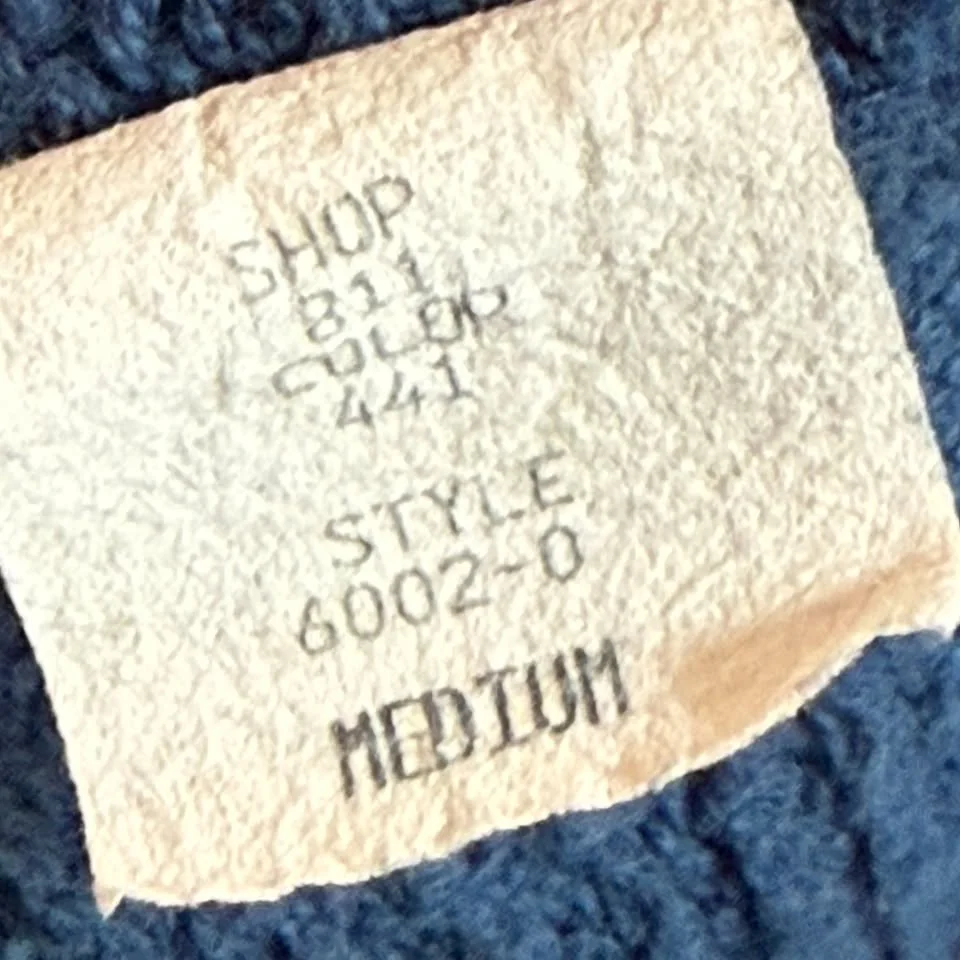 SHOP
811
COLOR
441
STYLE
6002-0
MEDIUM